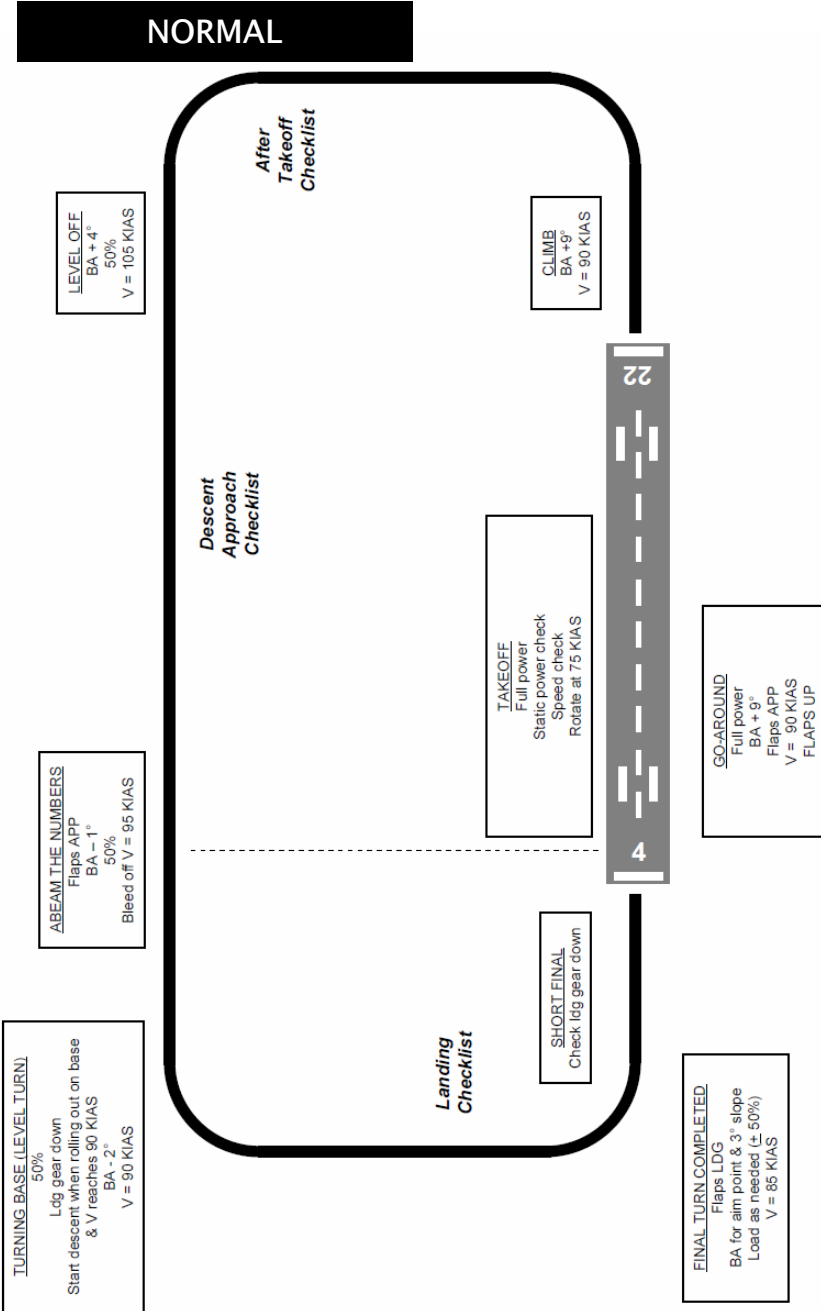 NORMAL
After
Takeoff
Checklist
LEVEL OFF
BA + 4°
50%
V = 105 KIAS
CLIMB
BA +9°
V = 90 KIAS
22
Descent
Approach
Checklist
TAKEOFF
Full power
Static power check
Speed check
Rotate at 75 KIAS
GO-AROUND
Full power
BA + 9°
Flaps APP
V = 90 KIAS
FLAPS UP
ABEAM THE NUMBERS
Flaps APP
BA – 1°
50%
Bleed off V = 95 KIAS
4
SHORT FINAL
Check ldg gear down
Landing
Checklist
TURNING BASE (LEVEL TURN)
50%
Ldg gear down
Start descent when rolling out on base
& V reaches 90 KIAS
BA - 2°
V = 90 KIAS
FINAL TURN COMPLETED
Flaps LDG
BA for aim point & 3° slope
Load as needed (± 50%)
V = 85 KIAS